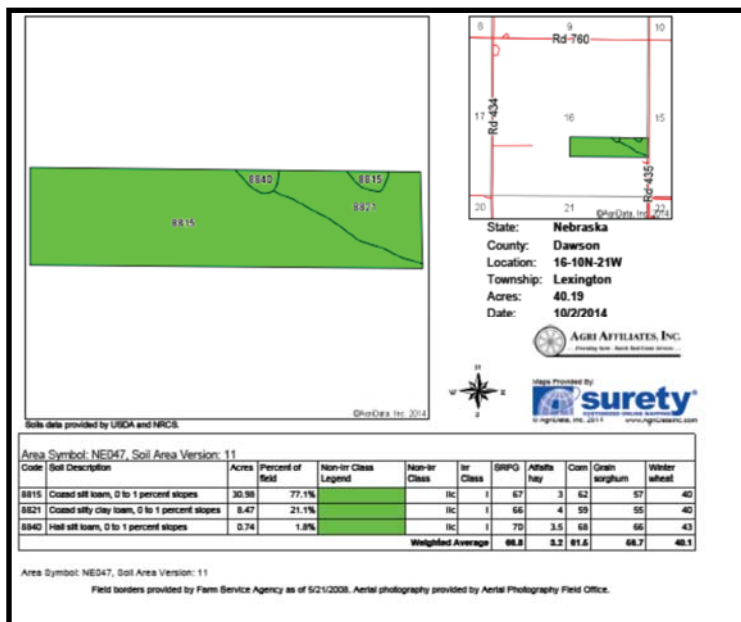 8840
8815
8821
8815
©AgriData, Inc. 2014
Soils data provided by USDA and NRCS.
8
9
10
Rd 760
17
Rd 434
16
15
Rd 435
20
21
22
©AgriData, Inc. 2014
State: Nebraska
County: Dawson
Location: 16-10N-21W
Township: Lexington
Acres: 40.19
Date: 10/2/2014
AGRI AFFILIATES, INC.
N
W E
S
Maps Provided By:
surety®
CUSTOMIZED ONLINE MAPPING
© AgriData, Inc. 2014 www.AgriDataInc.com
Area Symbol: NE047, Soil Area Version: 11
Code Soil Description Acres Percent of field Non-Irr Class Legend Non-Irr Class Irr Class SRPG Alfalfa hay Corn Grain sorghum Winter wheat
8815 Cozad silt loam, 0 to 1 percent slopes 30.98 77.1% IIc I 67 3 62 57 40
8821 Cozad silty clay loam, 0 to 1 percent slopes 8.47 21.1% IIc I 66 4 59 55 40
8840 Hall silt loam, 0 to 1 percent slopes 0.74 1.8% IIc I 70 3.5 68 66 43
Weighted Average 66.8 3.2 61.5 56.7 40.1
Area Symbol: NE047, Soil Area Version: 11
Field borders provided by Farm Service Agency as of 5/21/2008. Aerial photography provided by Aerial Photography Field Office.